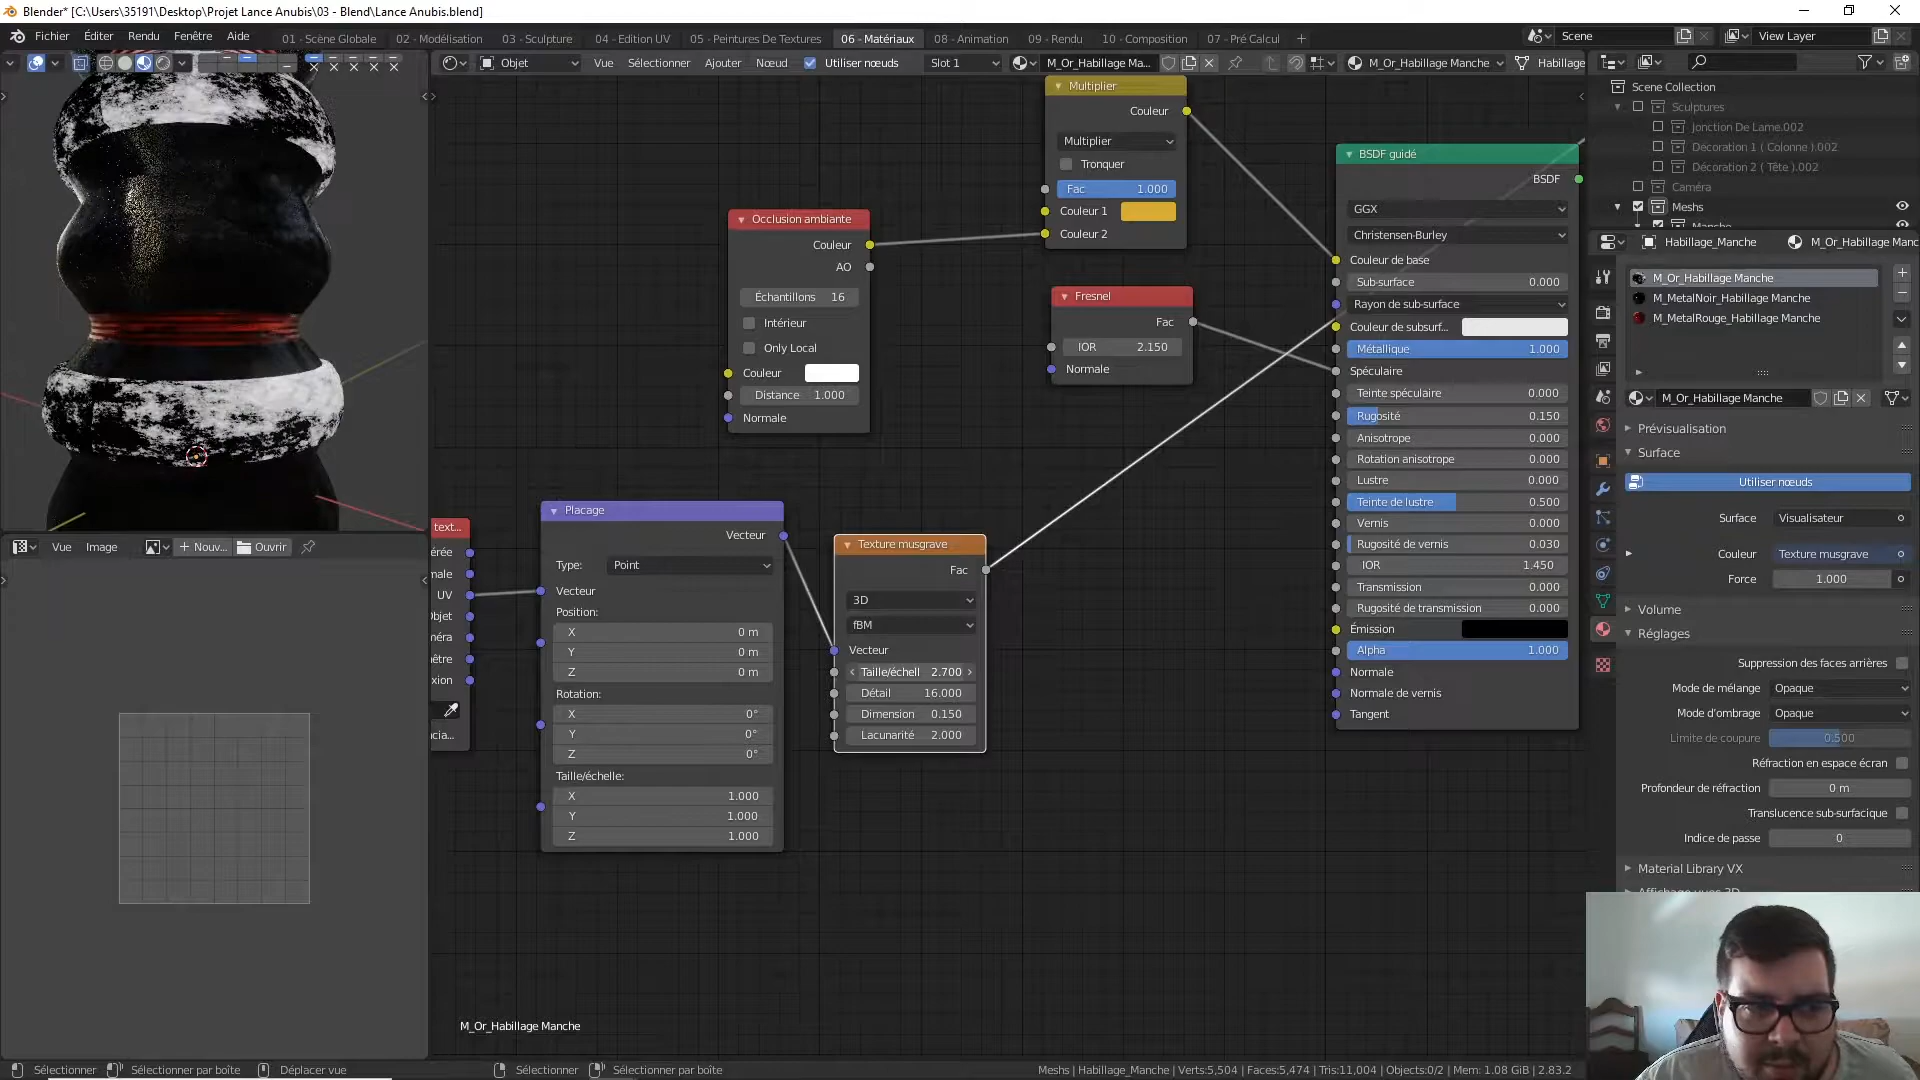 Blender* [C:\Users\35191\Desktop\Projet Lance Anubis\03 - Blend\Lance Anubis.blend]
Fichier Éditer Rendu Fenêtre Aide 01 - Scène Globale 02 - Modélisation 03 - Sculpture 04 - Edition UV 05 - Peintures De Textures 06 - Matériaux 08 - Animation 09 - Rendu 10 - Composition 07 - Pré Calcul + Scene View Layer
Objet Vue Sélectionner Ajouter Nœud Utiliser nœuds Slot 1 M_Or_Habillage Ma... M_Or_Habillage Manche Habillage
Multiplier
Couleur
Multiplier
Tronquer
Fac 1.000
Couleur 1
Couleur 2
Occlusion ambiante
Couleur
AO
Échantillons 16
Intérieur
Only Local
Couleur
Distance 1.000
Normale
Fresnel
Fac
IOR 2.150
Normale
BSDF guidé
BSDF
GGX
Christensen-Burley
Couleur de base
Sub-surface 0.000
Rayon de sub-surface
Couleur de subsurf...
Métallique 1.000
Spéculaire
Teinte spéculaire 0.000
Rugosité 0.150
Anisotrope 0.000
Rotation anisotrope 0.000
Lustre 0.000
Teinte de lustre 0.500
Vernis 0.000
Rugosité de vernis 0.030
IOR 1.450
Transmission 0.000
Rugosité de transmission 0.000
Émission
Alpha 1.000
Normale
Normale de vernis
Tangent
text...
érée
male
UV
Objet
méra
être
xion
ncia...
Placage
Vecteur
Type: Point
Vecteur
Position:
X 0 m
Y 0 m
Z 0 m
Rotation:
X 0°
Y 0°
Z 0°
Taille/échelle:
X 1.000
Y 1.000
Z 1.000
Texture musgrave
Fac
3D
fBM
Vecteur
Taille/échell 2.700
Détail 16.000
Dimension 0.150
Lacunarité 2.000
Vue Image + Nouv... Ouvrir
M_Or_Habillage Manche
Scene Collection
Sculptures
Jonction De Lame.002
Décoration 1 ( Colonne ).002
Décoration 2 ( Tête ).002
Caméra
Meshs
Manche
Habillage_Manche M_Or_Habillage Manc
M_Or_Habillage Manche
M_MetalNoir_Habillage Manche
M_MetalRouge_Habillage Manche
M_Or_Habillage Manche
Prévisualisation
Surface
Utiliser nœuds
Surface Visualisateur
Couleur Texture musgrave
Force 1.000
Volume
Réglages
Suppression des faces arrières
Mode de mélange Opaque
Mode d'ombrage Opaque
Limite de coupure 0.500
Réfraction en espace écran
Profondeur de réfraction 0 m
Translucence sub-surfacique
Indice de passe 0
Material Library VX
Sélectionner Sélectionner par boîte Déplacer vue Sélectionner Sélectionner par boîte Meshs | Habillage_Manche | Verts:5,504 | Faces:5,474 | Tris:11,004 | Objects:0/2 | Mem: 1.08 GiB | 2.83.2